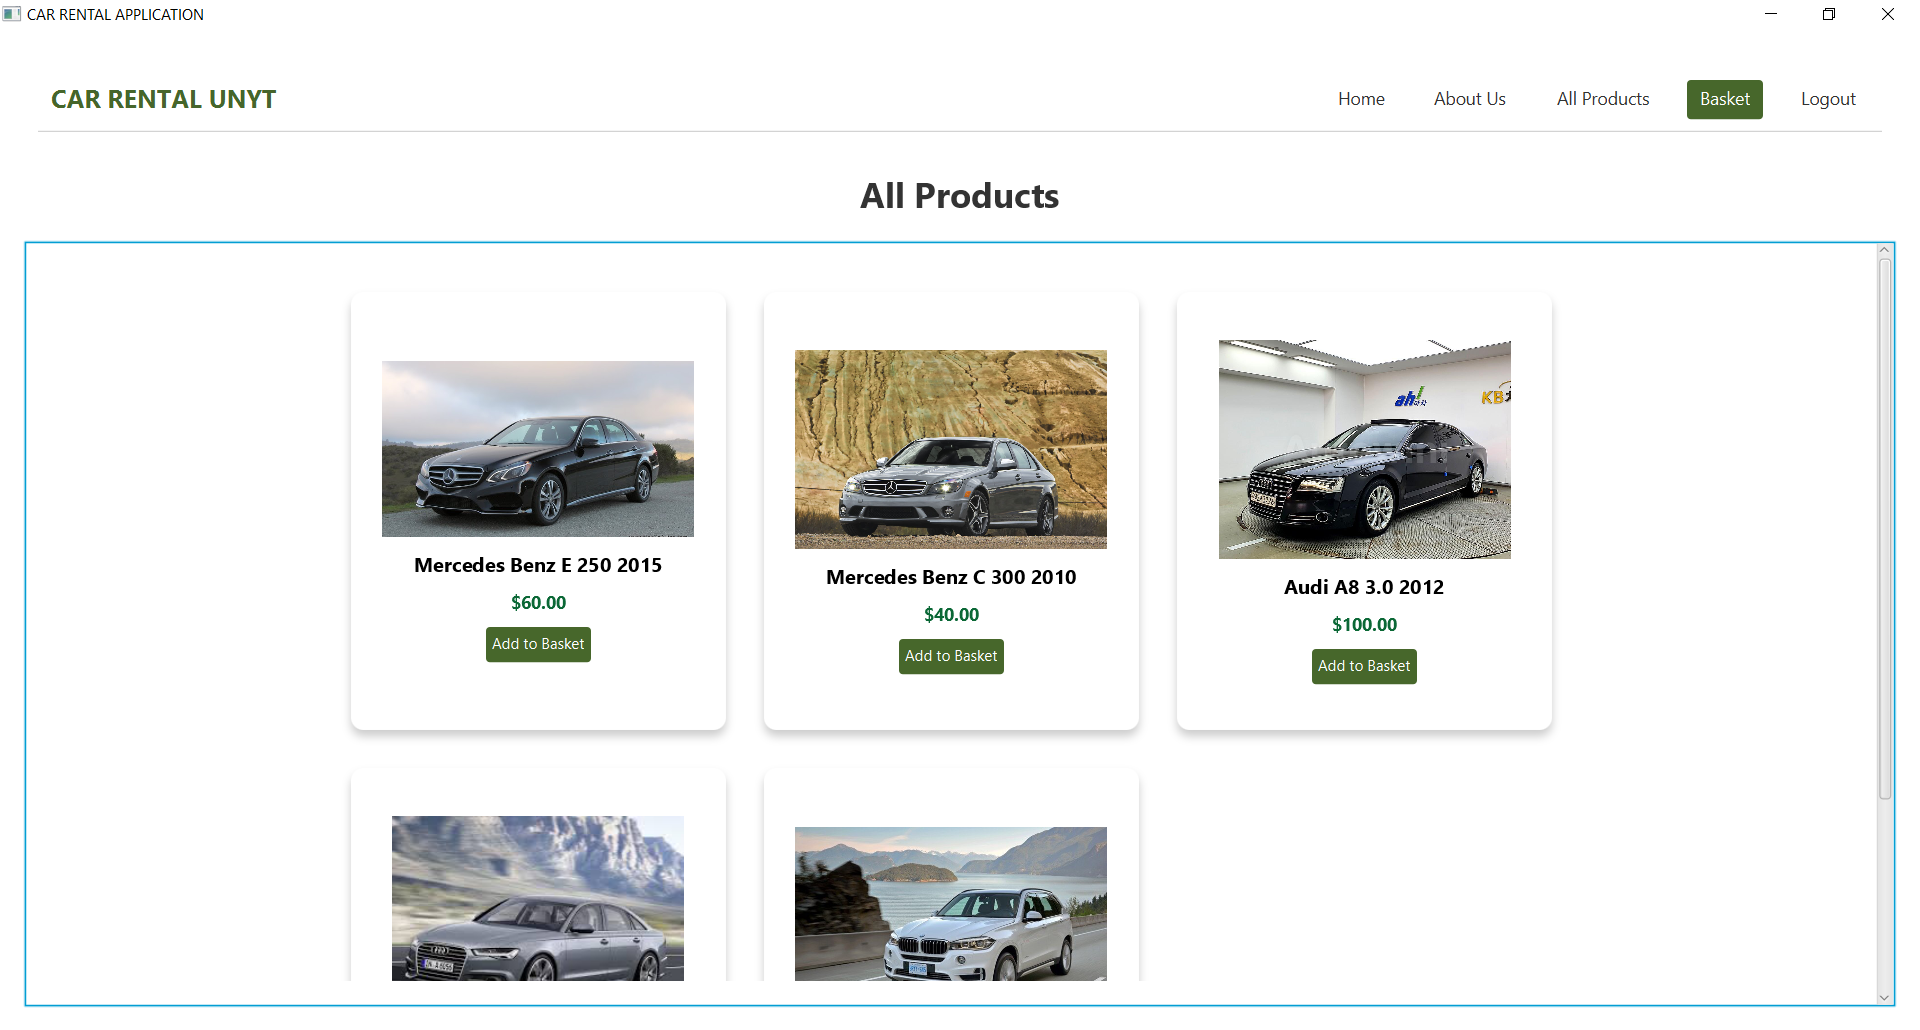 CAR RENTAL APPLICATION
CAR RENTAL UNYT
Home
About Us
All Products
Basket
Logout
All Products
ah!
KB
Mercedes Benz E 250 2015
$60.00
Add to Basket
Mercedes Benz C 300 2010
$40.00
Add to Basket
Audi A8 3.0 2012
$100.00
Add to Basket